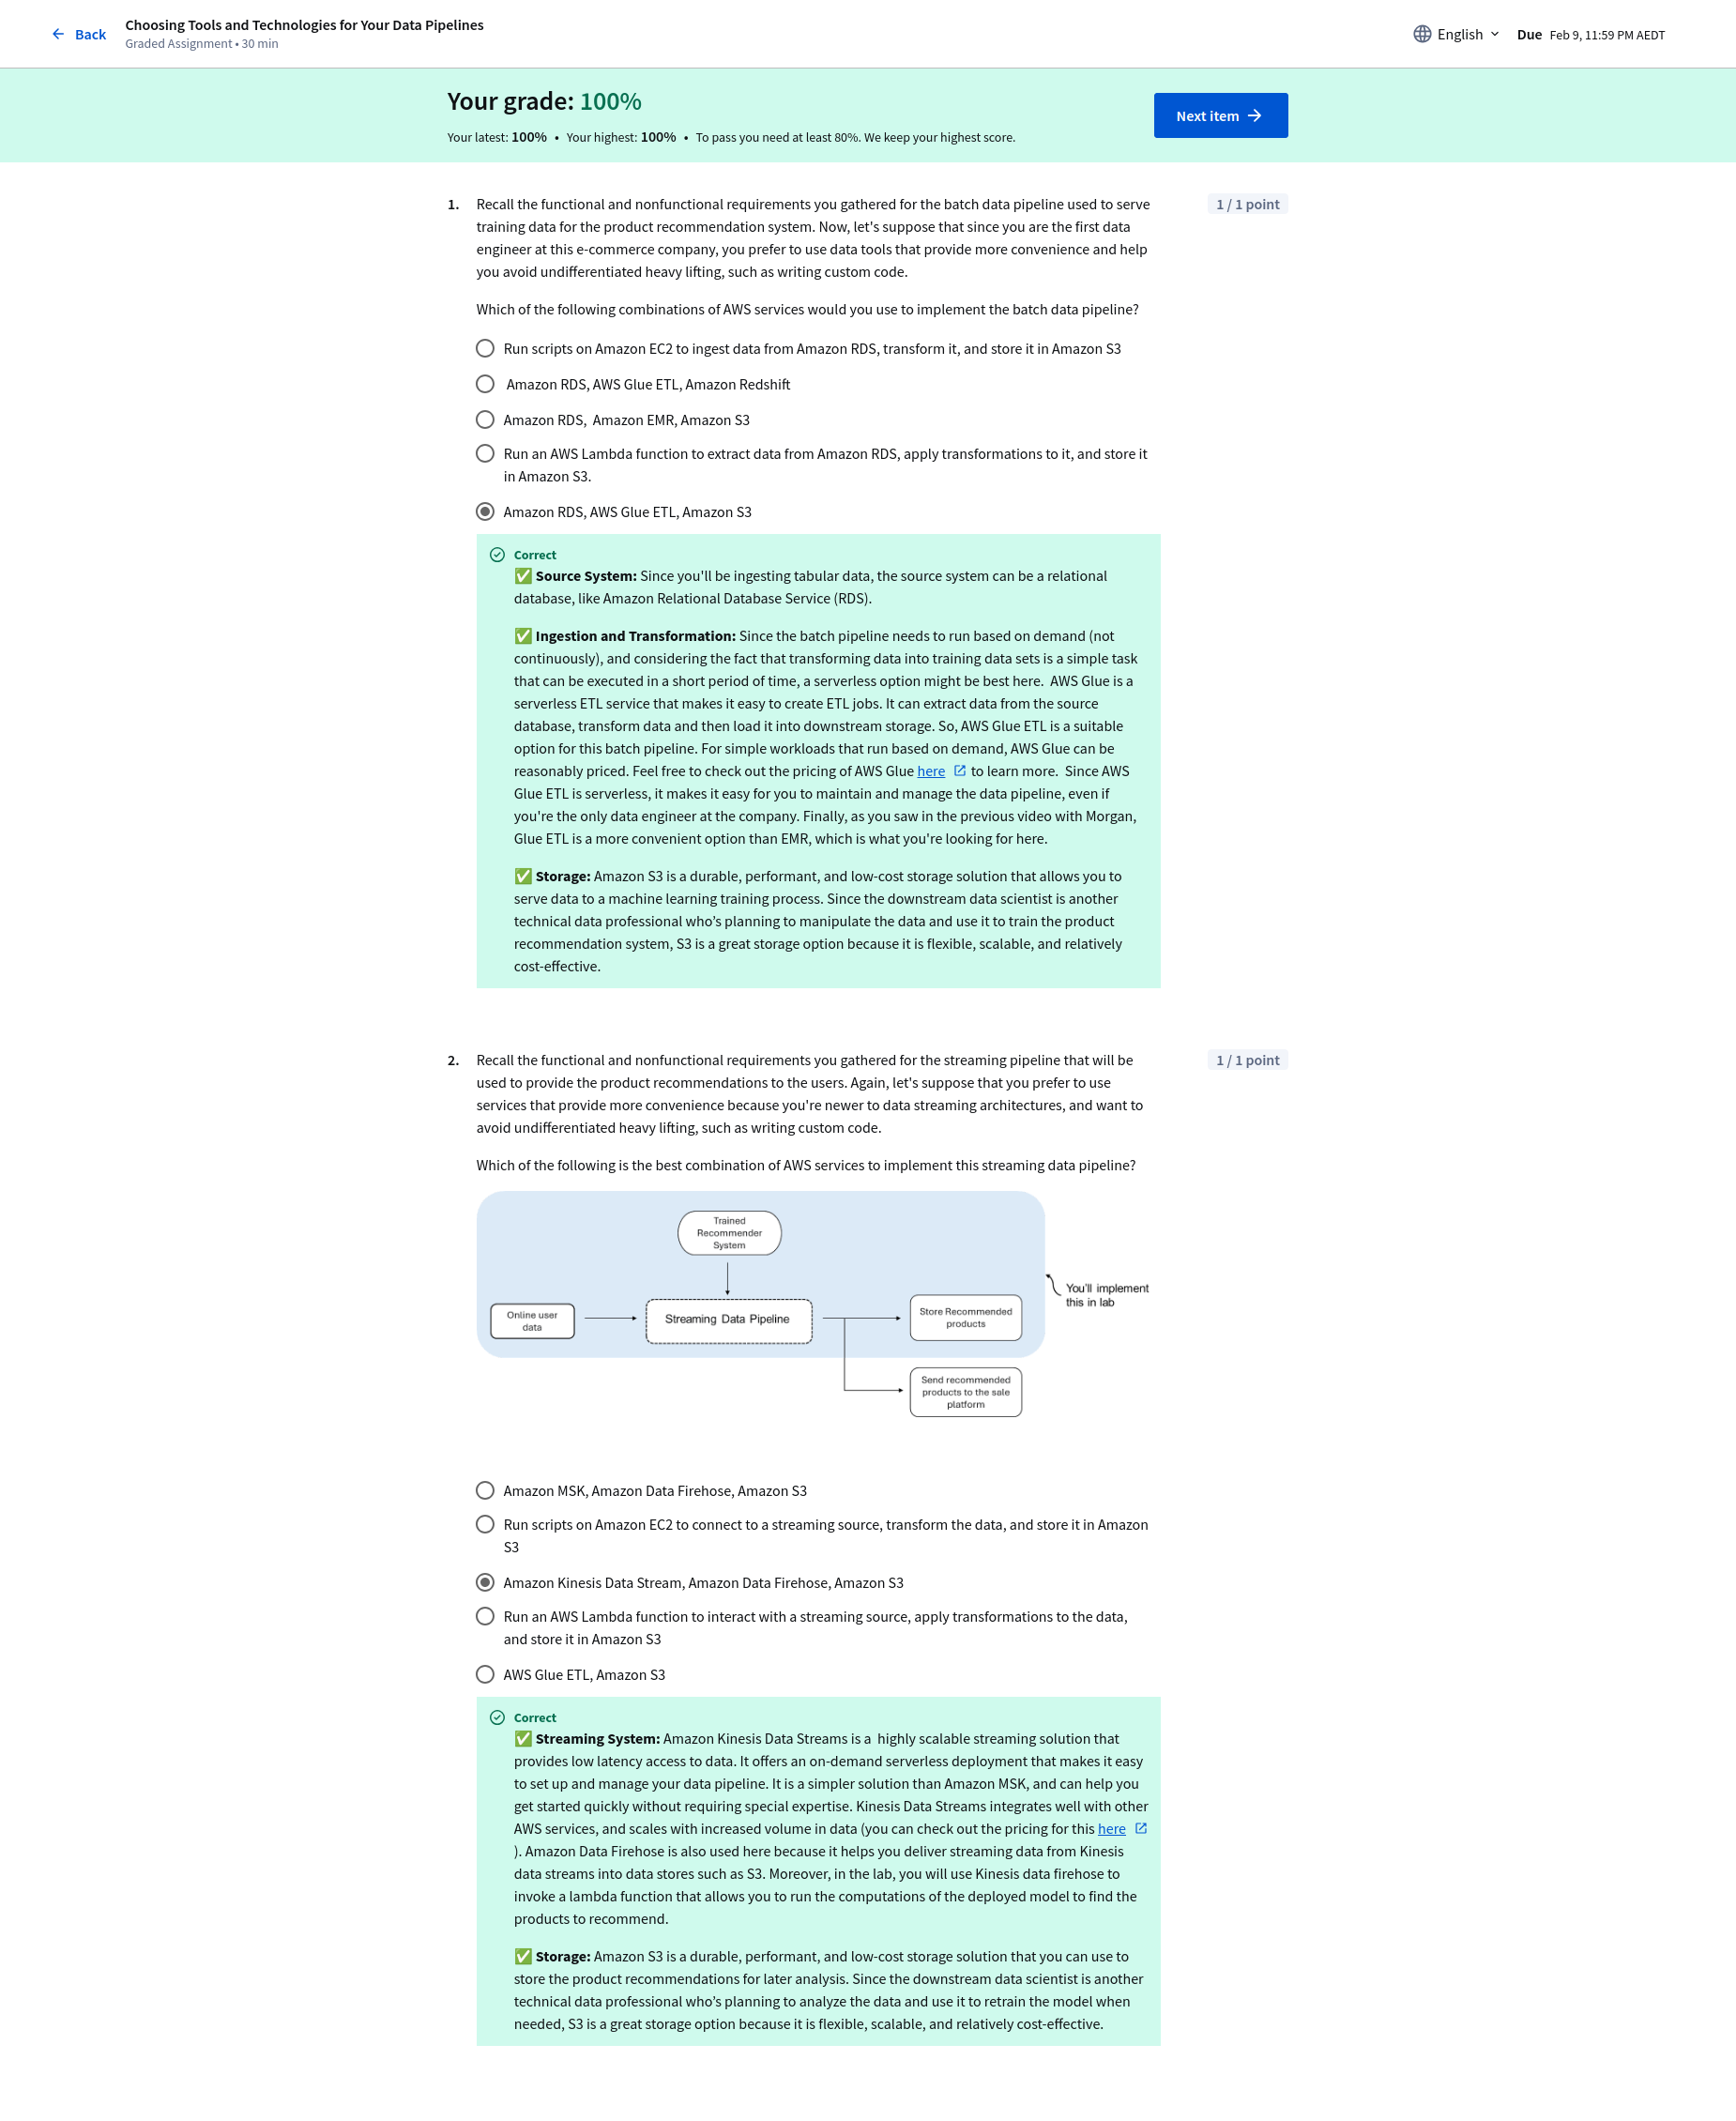 Back
Choosing Tools and Technologies for Your Data Pipelines
Graded Assignment • 30 min
English
Due Feb 9, 11:59 PM AEDT
Your grade: 100%
Your latest: 100% • Your highest: 100% • To pass you need at least 80%. We keep your highest score.
Next item
1.
Recall the functional and nonfunctional requirements you gathered for the batch data pipeline used to serve
training data for the product recommendation system. Now, let's suppose that since you are the first data
engineer at this e-commerce company, you prefer to use data tools that provide more convenience and help
you avoid undifferentiated heavy lifting, such as writing custom code.
1 / 1 point
Which of the following combinations of AWS services would you use to implement the batch data pipeline?
Run scripts on Amazon EC2 to ingest data from Amazon RDS, transform it, and store it in Amazon S3
Amazon RDS, AWS Glue ETL, Amazon Redshift
Amazon RDS, Amazon EMR, Amazon S3
Run an AWS Lambda function to extract data from Amazon RDS, apply transformations to it, and store it
in Amazon S3.
Amazon RDS, AWS Glue ETL, Amazon S3
Correct
✅ Source System: Since you'll be ingesting tabular data, the source system can be a relational
database, like Amazon Relational Database Service (RDS).
✅ Ingestion and Transformation: Since the batch pipeline needs to run based on demand (not
continuously), and considering the fact that transforming data into training data sets is a simple task
that can be executed in a short period of time, a serverless option might be best here. AWS Glue is a
serverless ETL service that makes it easy to create ETL jobs. It can extract data from the source
database, transform data and then load it into downstream storage. So, AWS Glue ETL is a suitable
option for this batch pipeline. For simple workloads that run based on demand, AWS Glue can be
reasonably priced. Feel free to check out the pricing of AWS Glue here to learn more. Since AWS
Glue ETL is serverless, it makes it easy for you to maintain and manage the data pipeline, even if
you're the only data engineer at the company. Finally, as you saw in the previous video with Morgan,
Glue ETL is a more convenient option than EMR, which is what you're looking for here.
✅ Storage: Amazon S3 is a durable, performant, and low-cost storage solution that allows you to
serve data to a machine learning training process. Since the downstream data scientist is another
technical data professional who’s planning to manipulate the data and use it to train the product
recommendation system, S3 is a great storage option because it is flexible, scalable, and relatively
cost-effective.
2.
Recall the functional and nonfunctional requirements you gathered for the streaming pipeline that will be
used to provide the product recommendations to the users. Again, let's suppose that you prefer to use
services that provide more convenience because you're newer to data streaming architectures, and want to
avoid undifferentiated heavy lifting, such as writing custom code.
1 / 1 point
Which of the following is the best combination of AWS services to implement this streaming data pipeline?
Trained
Recommender
System
You'll implement
this in lab
Online user
data
Streaming Data Pipeline
Store Recommended
products
Send recommended
products to the sale
platform
Amazon MSK, Amazon Data Firehose, Amazon S3
Run scripts on Amazon EC2 to connect to a streaming source, transform the data, and store it in Amazon
S3
Amazon Kinesis Data Stream, Amazon Data Firehose, Amazon S3
Run an AWS Lambda function to interact with a streaming source, apply transformations to the data,
and store it in Amazon S3
AWS Glue ETL, Amazon S3
Correct
✅ Streaming System: Amazon Kinesis Data Streams is a highly scalable streaming solution that
provides low latency access to data. It offers an on-demand serverless deployment that makes it easy
to set up and manage your data pipeline. It is a simpler solution than Amazon MSK, and can help you
get started quickly without requiring special expertise. Kinesis Data Streams integrates well with other
AWS services, and scales with increased volume in data (you can check out the pricing for this here
). Amazon Data Firehose is also used here because it helps you deliver streaming data from Kinesis
data streams into data stores such as S3. Moreover, in the lab, you will use Kinesis data firehose to
invoke a lambda function that allows you to run the computations of the deployed model to find the
products to recommend.
✅ Storage: Amazon S3 is a durable, performant, and low-cost storage solution that you can use to
store the product recommendations for later analysis. Since the downstream data scientist is another
technical data professional who’s planning to analyze the data and use it to retrain the model when
needed, S3 is a great storage option because it is flexible, scalable, and relatively cost-effective.